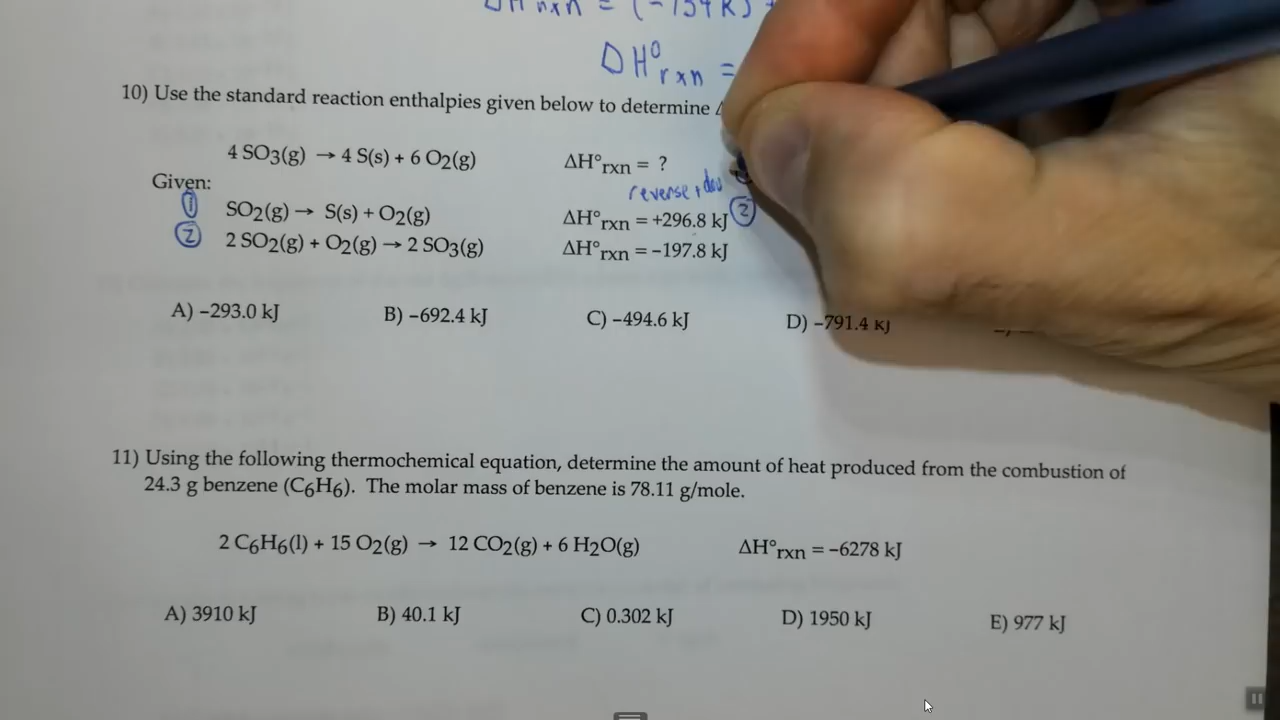 ΔH rxn = (-
ΔH⁰rxn =
10) Use the standard reaction enthalpies given below to determine
4 SO3(g) → 4 S(s) + 6 O2(g) ΔH°rxn = ?
Given: reverse +
① SO2(g) → S(s) + O2(g) ΔH°rxn = +296.8 kJ ②
② 2 SO2(g) + O2(g) → 2 SO3(g) ΔH°rxn = -197.8 kJ
A) -293.0 kJ B) -692.4 kJ C) -494.6 kJ D) -791.4 kJ
11) Using the following thermochemical equation, determine the amount of heat produced from the combustion of
24.3 g benzene (C6H6). The molar mass of benzene is 78.11 g/mole.
2 C6H6(l) + 15 O2(g) → 12 CO2(g) + 6 H2O(g) ΔH°rxn = -6278 kJ
A) 3910 kJ B) 40.1 kJ C) 0.302 kJ D) 1950 kJ E) 977 kJ